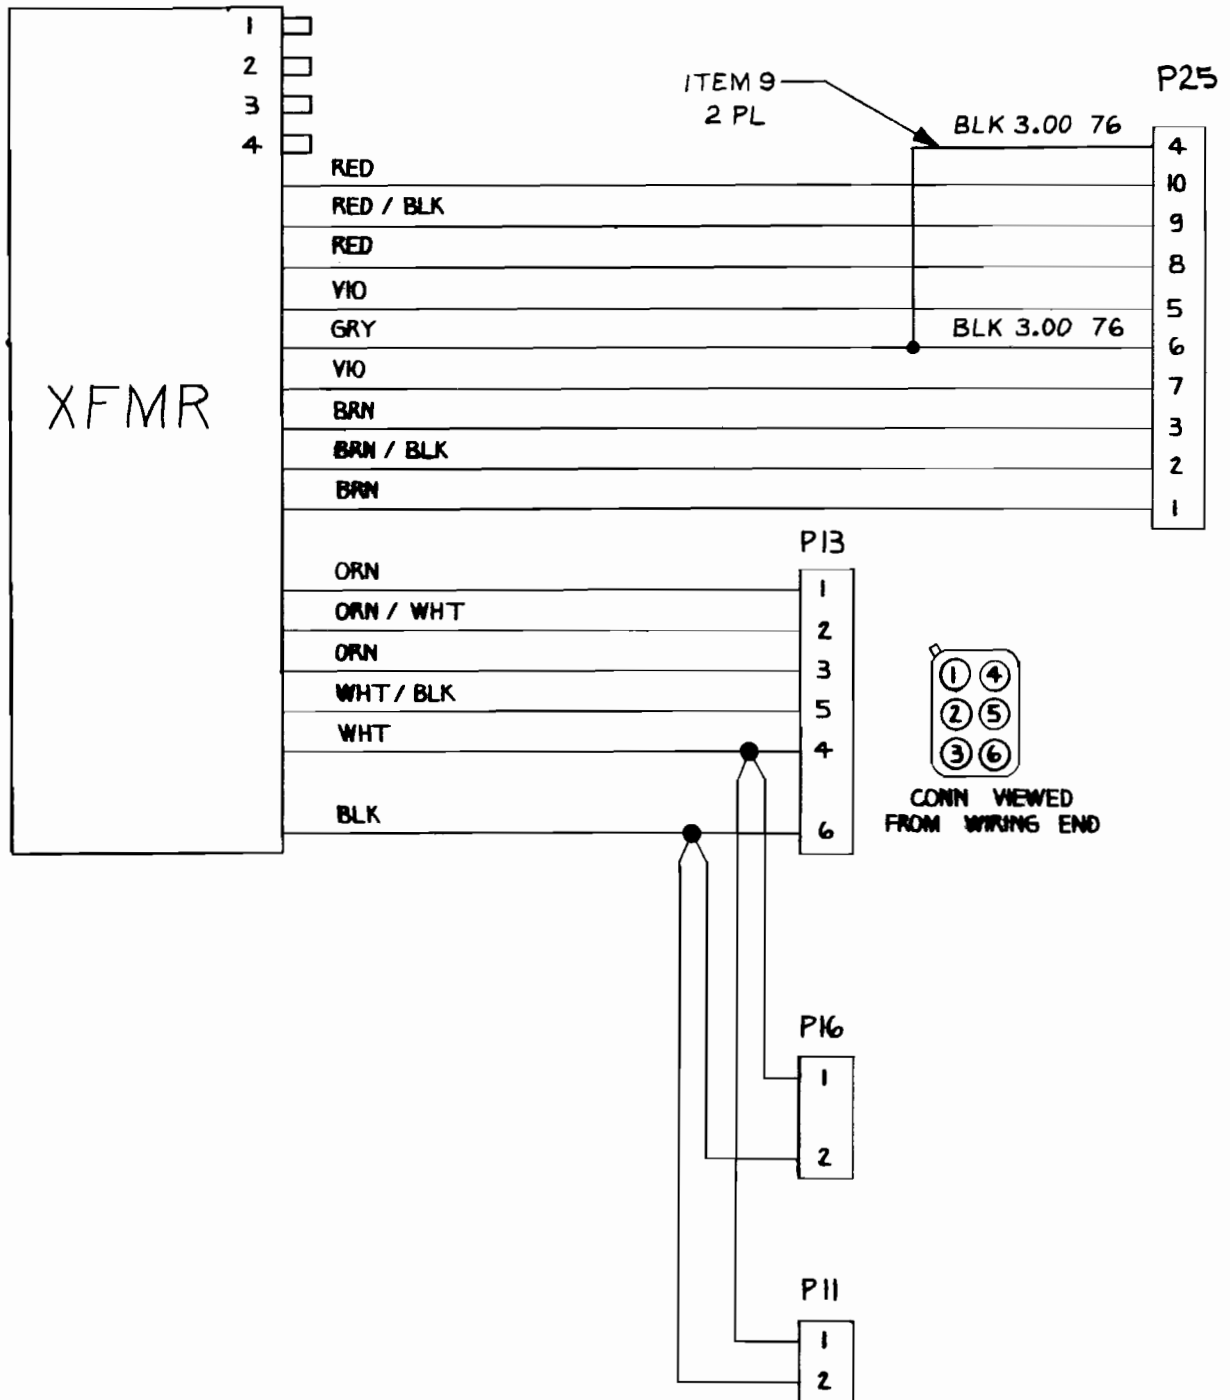 1
2
3
4
XFMR
ITEM 9
2 PL
P25
BLK 3.00 76
4
RED
10
RED / BLK
9
RED
8
VIO
5
GRY
BLK 3.00 76
6
VIO
7
BRN
3
BRN / BLK
2
BRN
1
P13
ORN
1
ORN / WHT
2
ORN
3
WHT / BLK
5
WHT
4
BLK
6
1 4
2 5
3 6
CONN VIEWED
FROM WIRING END
P16
1
2
P11
1
2